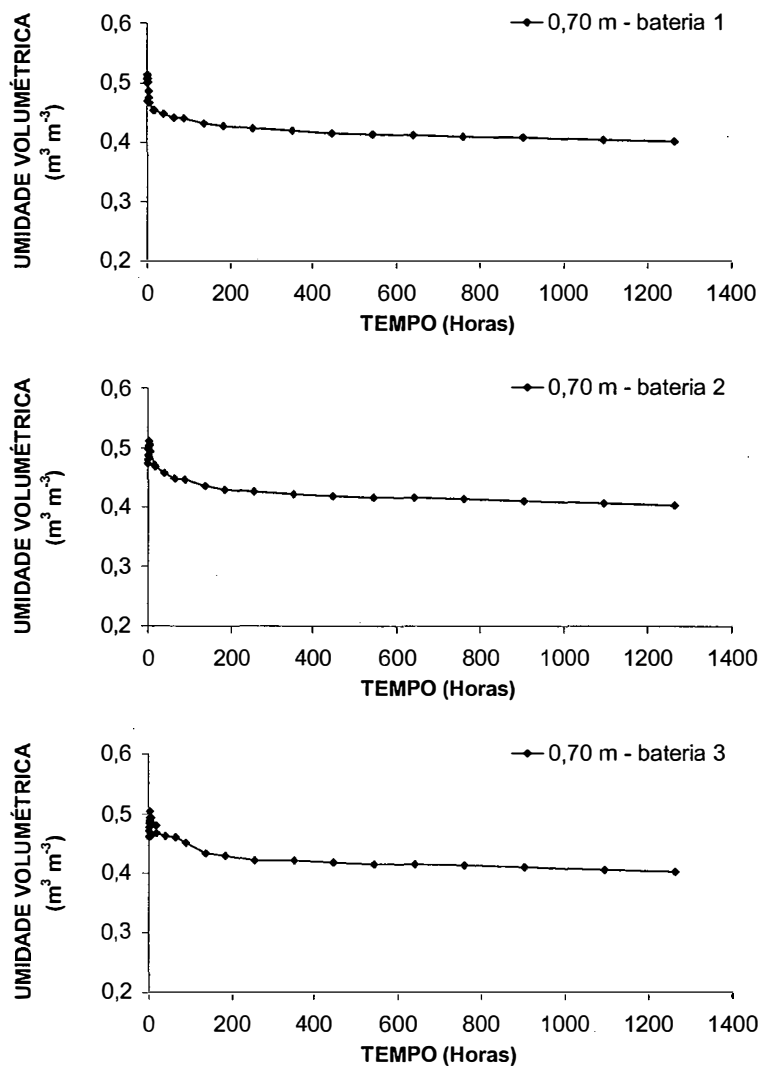 0,70 m - bateria 1
UMIDADE VOLUMÉTRICA
(m³ m⁻³)
0,6
0,5
0,4
0,3
0,2
0 200 400 600 800 1000 1200 1400
TEMPO (Horas)
0,70 m - bateria 2
UMIDADE VOLUMÉTRICA
(m³ m⁻³)
0,6
0,5
0,4
0,3
0,2
0 200 400 600 800 1000 1200 1400
TEMPO (Horas)
0,70 m - bateria 3
UMIDADE VOLUMÉTRICA
(m³ m⁻³)
0,6
0,5
0,4
0,3
0,2
0 200 400 600 800 1000 1200 1400
TEMPO (Horas)